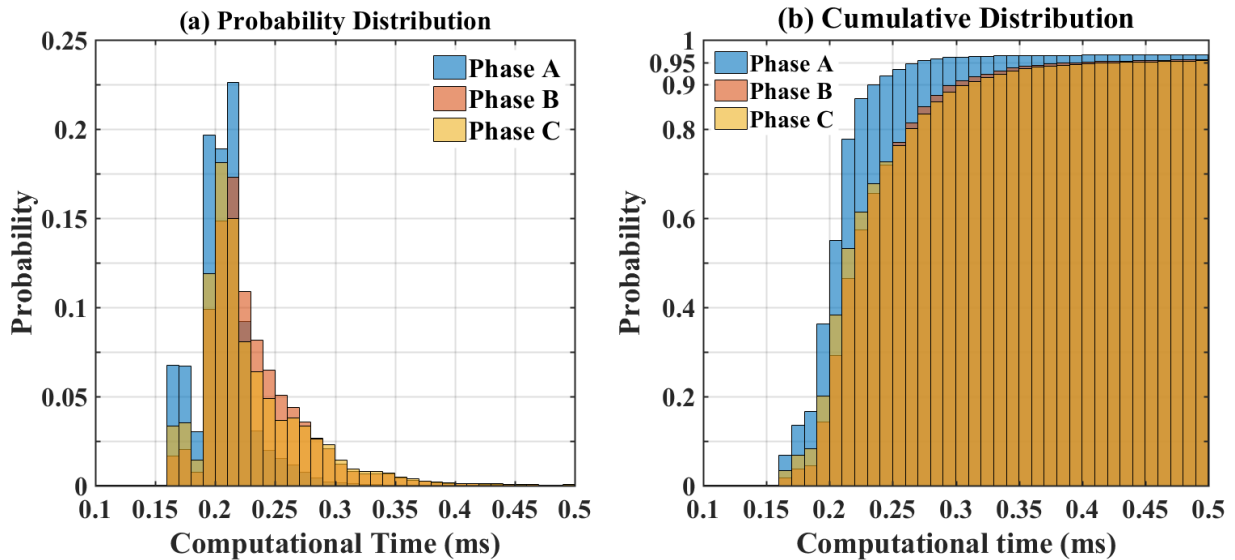 (a) Probability Distribution
0.25
0.2
0.15
0.1
0.05
0
Probability
Phase A
Phase B
Phase C
0.1 0.15 0.2 0.25 0.3 0.35 0.4 0.45 0.5
Computational Time (ms)
(b) Cumulative Distribution
1
0.95
0.9
0.8
0.6
0.4
0.2
0
Probability
Phase A
Phase B
Phase C
0.1 0.15 0.2 0.25 0.3 0.35 0.4 0.45 0.5
Computational time (ms)